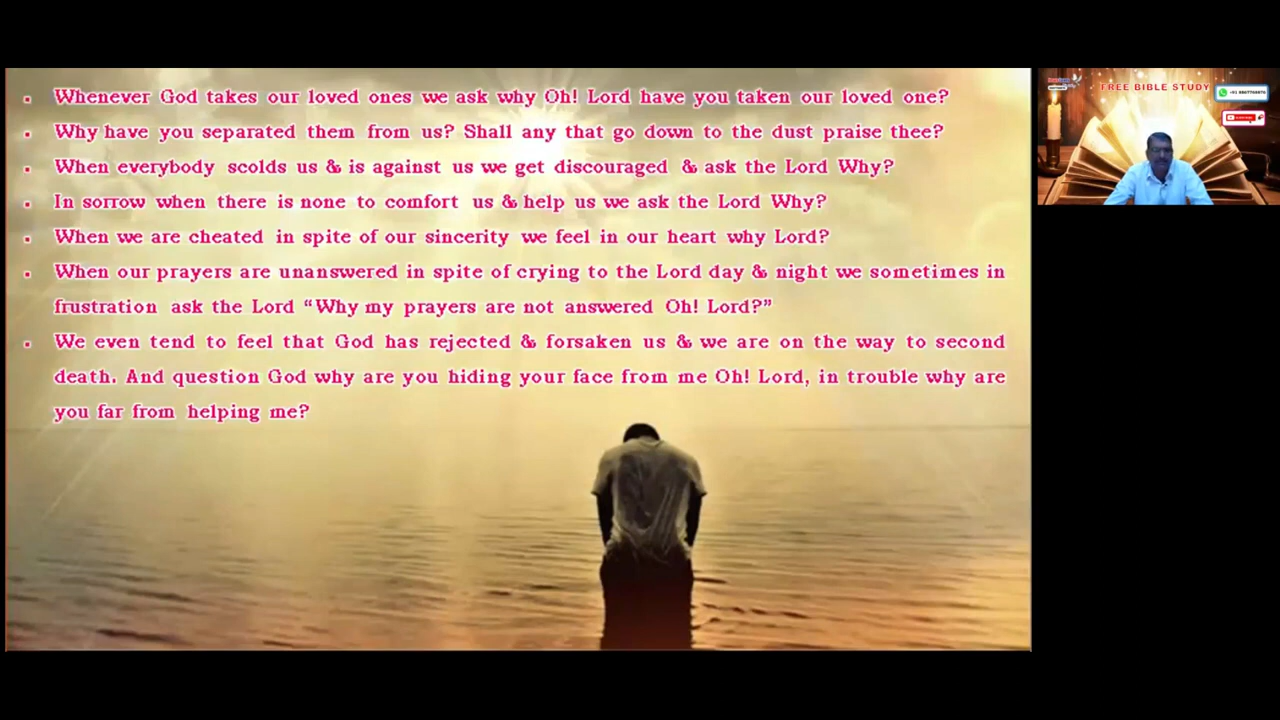 Whenever God takes our loved ones we ask why Oh! Lord have you taken our loved one?
Why have you separated them from us? Shall any that go down to the dust praise thee?
When everybody scolds us & is against us we get discouraged & ask the Lord Why?
In sorrow when there is none to comfort us & help us we ask the Lord Why?
When we are cheated in spite of our sincerity we feel in our heart why Lord?
When our prayers are unanswered in spite of crying to the Lord day & night we sometimes in
frustration ask the Lord “Why my prayers are not answered Oh! Lord?”
We even tend to feel that God has rejected & forsaken us & we are on the way to second
death. And question God why are you hiding your face from me Oh! Lord, in trouble why are
you far from helping me?
FREE BIBLE STUDY